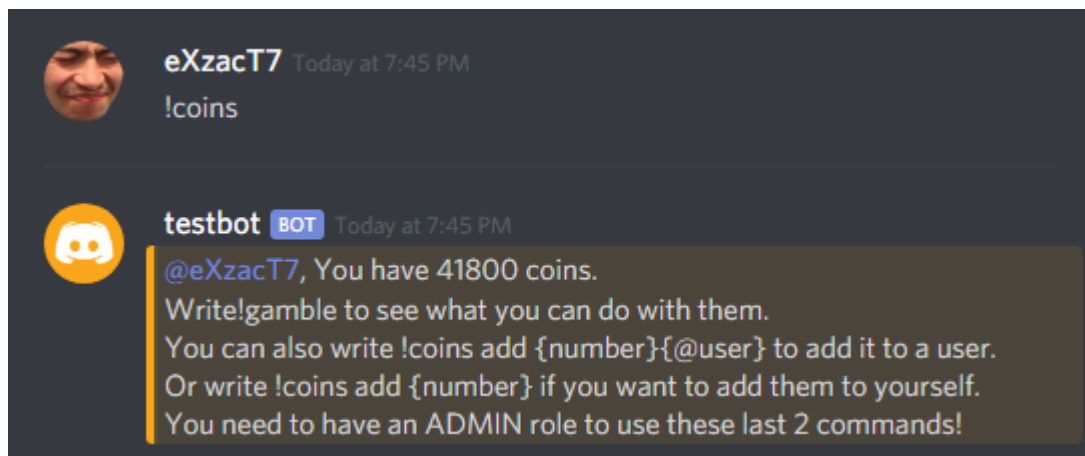 eXzacT7 Today at 7:45 PM
!coins
testbot BOT Today at 7:45 PM
@eXzacT7, You have 41800 coins.
Write!gamble to see what you can do with them.
You can also write !coins add {number}{@user} to add it to a user.
Or write !coins add {number} if you want to add them to yourself.
You need to have an ADMIN role to use these last 2 commands!